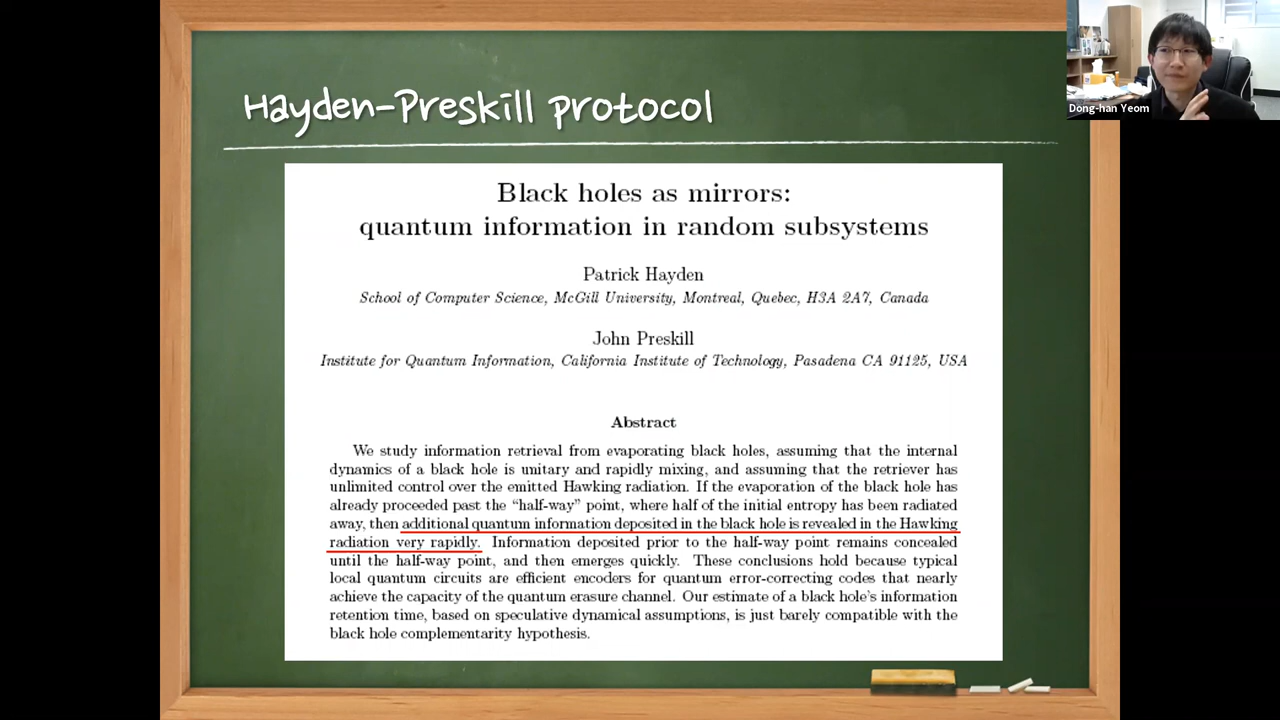 Hayden-Preskill protocol
Dong-han Yeom
Black holes as mirrors:
quantum information in random subsystems
Patrick Hayden
School of Computer Science, McGill University, Montreal, Quebec, H3A 2A7, Canada
John Preskill
Institute for Quantum Information, California Institute of Technology, Pasadena CA 91125, USA
Abstract
We study information retrieval from evaporating black holes, assuming that the internal
dynamics of a black hole is unitary and rapidly mixing, and assuming that the retriever has
unlimited control over the emitted Hawking radiation. If the evaporation of the black hole has
already proceeded past the “half-way” point, where half of the initial entropy has been radiated
away, then additional quantum information deposited in the black hole is revealed in the Hawking
radiation very rapidly. Information deposited prior to the half-way point remains concealed
until the half-way point, and then emerges quickly. These conclusions hold because typical
local quantum circuits are efficient encoders for quantum error-correcting codes that nearly
achieve the capacity of the quantum erasure channel. Our estimate of a black hole's information
retention time, based on speculative dynamical assumptions, is just barely compatible with the
black hole complementarity hypothesis.